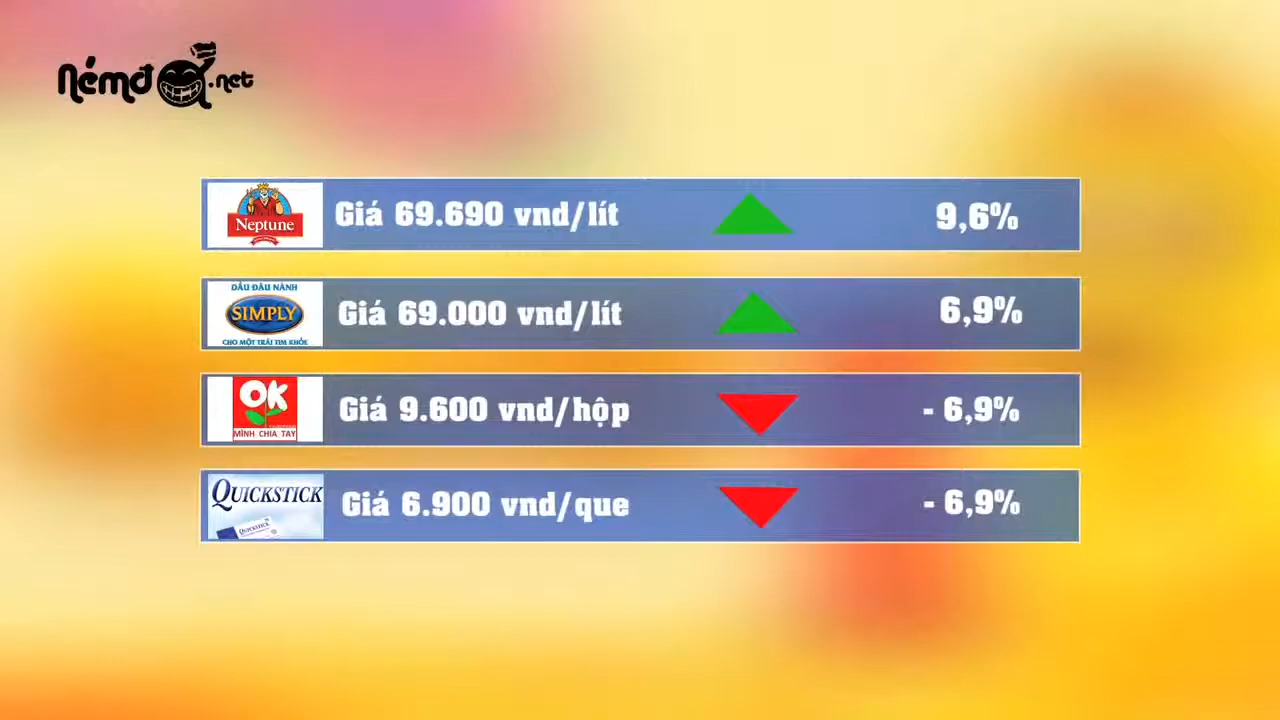 Némđá.net
Neptune
Giá 69.690 vnd/lít
9,6%
DẦU ĐẬU NÀNH
SIMPLY
CHO MỘT TRÁI TIM KHỎE
Giá 69.000 vnd/lít
6,9%
OK
MÌNH CHIA TAY
Giá 9.600 vnd/hộp
- 6,9%
QUICKSTICK
QUICKSTICK
Giá 6.900 vnd/que
- 6,9%